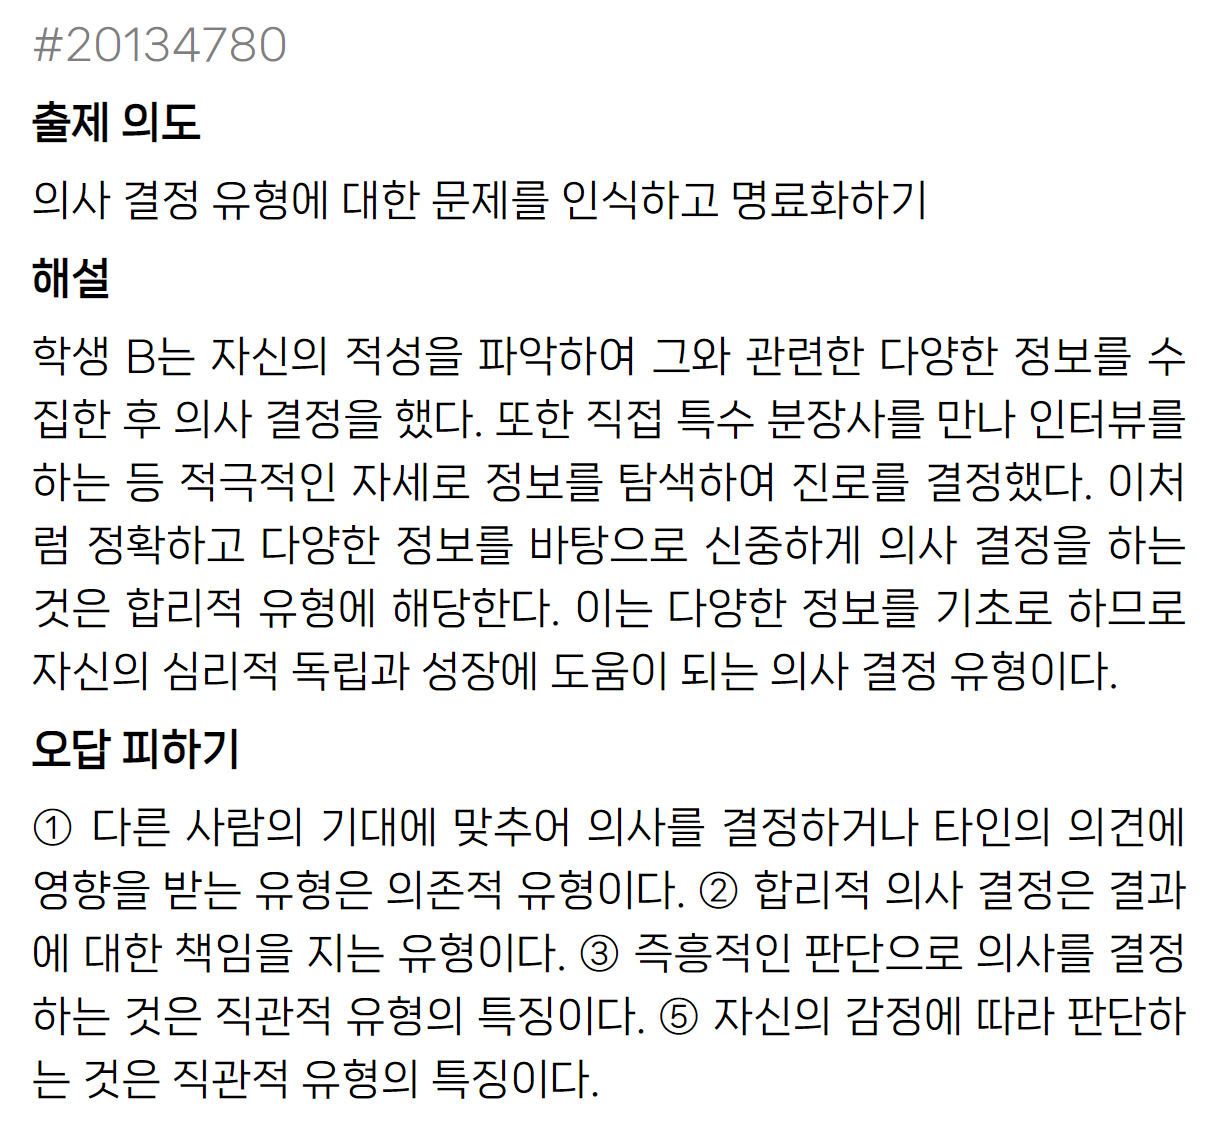 #20134780
출제 의도
의사 결정 유형에 대한 문제를 인식하고 명료화하기
해설
학생 B는 자신의 적성을 파악하여 그와 관련한 다양한 정보를 수
집한 후 의사 결정을 했다. 또한 직접 특수 분장사를 만나 인터뷰를
하는 등 적극적인 자세로 정보를 탐색하여 진로를 결정했다. 이처
럼 정확하고 다양한 정보를 바탕으로 신중하게 의사 결정을 하는
것은 합리적 유형에 해당한다. 이는 다양한 정보를 기초로 하므로
자신의 심리적 독립과 성장에 도움이 되는 의사 결정 유형이다.
오답 피하기
① 다른 사람의 기대에 맞추어 의사를 결정하거나 타인의 의견에
영향을 받는 유형은 의존적 유형이다. ② 합리적 의사 결정은 결과
에 대한 책임을 지는 유형이다. ③ 즉흥적인 판단으로 의사를 결정
하는 것은 직관적 유형의 특징이다. ⑤ 자신의 감정에 따라 판단하
는 것은 직관적 유형의 특징이다.